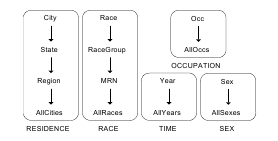 City
State
Region
AllCities
RESIDENCE
Race
RaceGroup
MRN
AllRaces
RACE
Occ
AllOccs
OCCUPATION
Year
AllYears
TIME
Sex
AllSexes
SEX